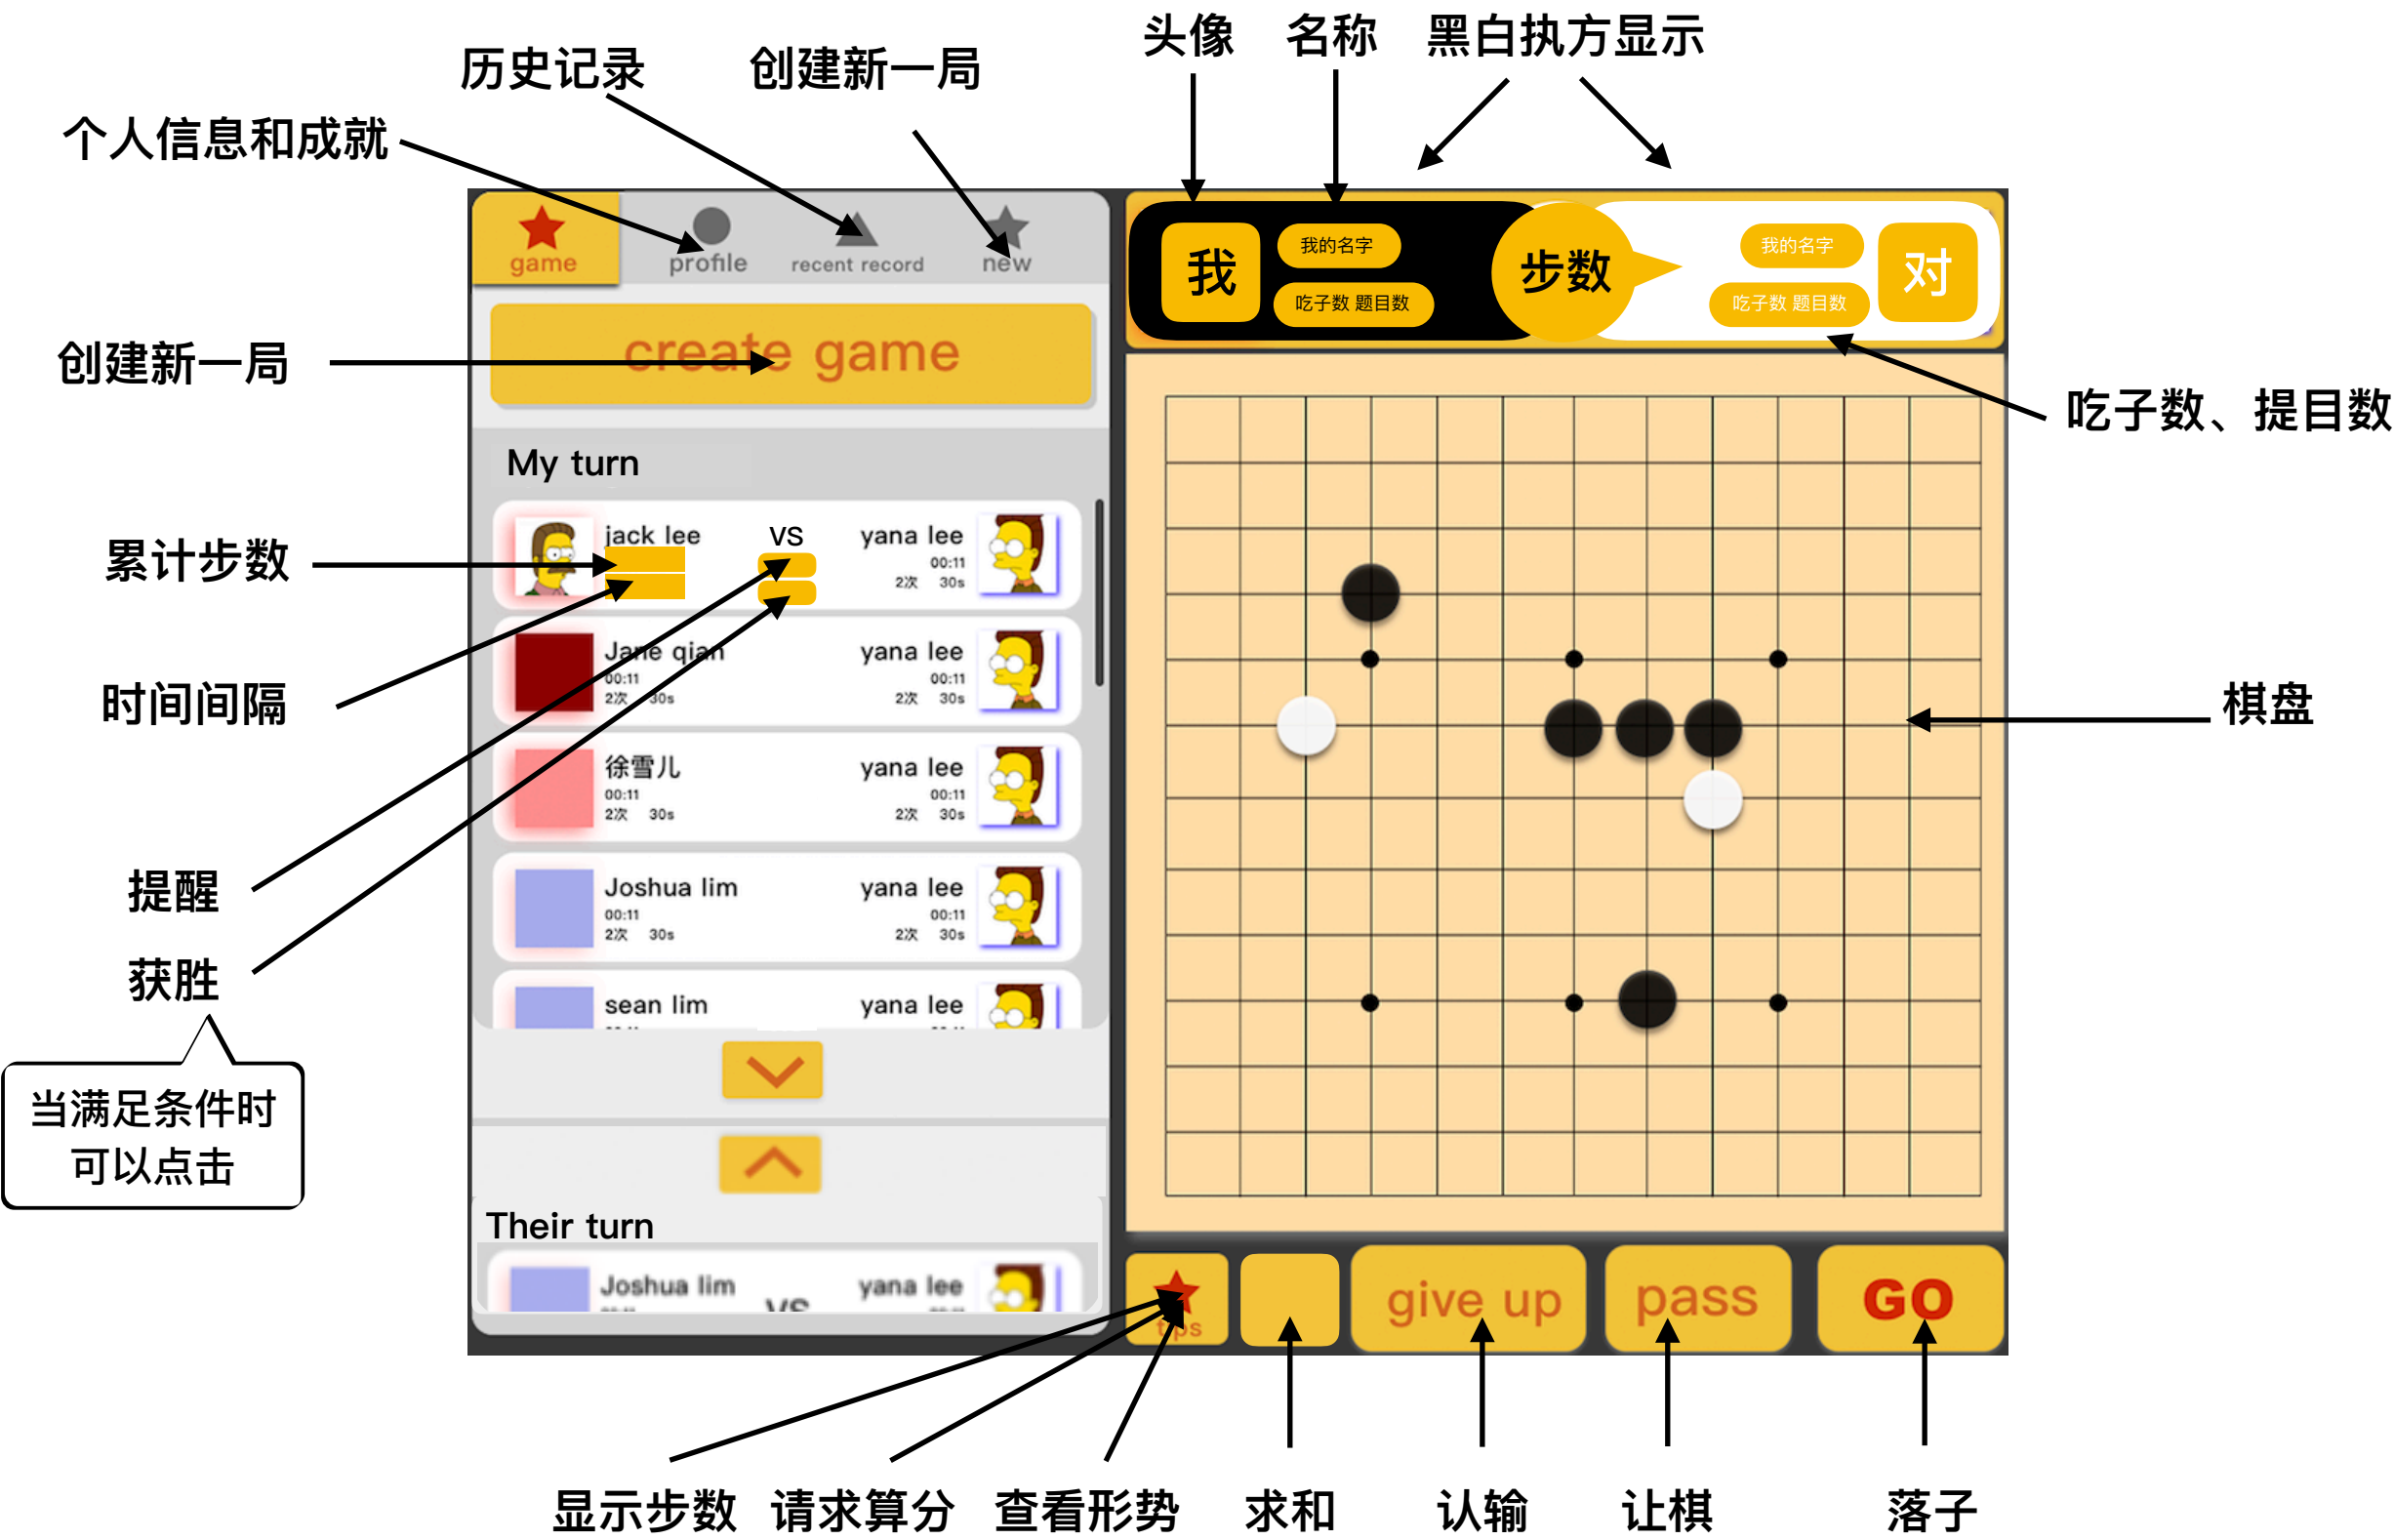 头像
名称
黑白执方显示
历史记录
创建新一局
个人信息和成就
game
profile
recent record
new
我
我的名字
吃子数 题目数
步数
我的名字
吃子数 题目数
对
创建新一局
create game
吃子数、提目数
My turn
累计步数
jack lee
VS
yana lee
00:11
2次 30s
时间间隔
Jane qian
00:11
2次 30s
yana lee
00:11
2次 30s
棋盘
徐雪儿
00:11
2次 30s
yana lee
00:11
2次 30s
提醒
Joshua lim
00:11
2次 30s
yana lee
00:11
2次 30s
获胜
sean lim
yana lee
当满足条件时
可以点击
Their turn
Joshua lim
VS
yana lee
tips
give up
pass
GO
显示步数
请求算分
查看形势
求和
认输
让棋
落子